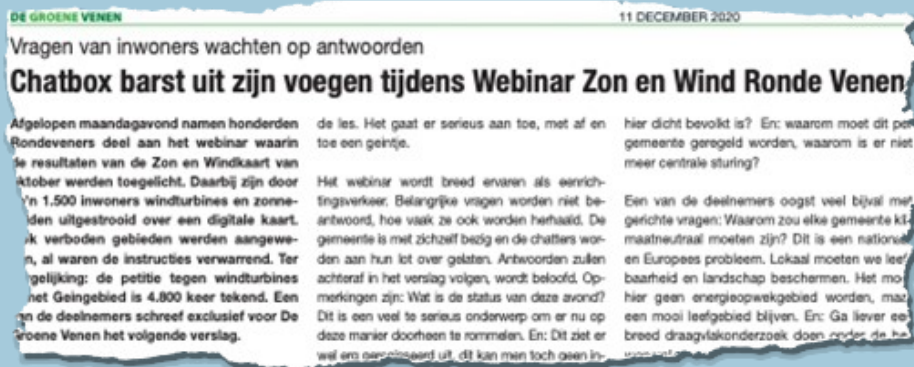 DE GROENE VENEN
11 DECEMBER 2020
Vragen van inwoners wachten op antwoorden
Chatbox barst uit zijn voegen tijdens Webinar Zon en Wind Ronde Venen
Afgelopen maandagavond namen honderden
Rondeveners deel aan het webinar waarin
de resultaten van de Zon en Windkaart van
oktober werden toegelicht. Daarbij zijn door
zo'n 1.500 inwoners windturbines en zonne-
uitgestrooid over een digitale kaart.
verboden gebieden werden aangewe-
al waren de instructies verwarrend. Ter
vergelijking: de petitie tegen windturbines
het Geingebied is 4.800 keer tekend. Een
van de deelnemers schreef exclusief voor De
Groene Venen het volgende verslag.
de les. Het gaat er serieus aan toe, met af en
toe een geintje.
Het webinar wordt breed ervaren als eenrich-
tingsverkeer. Belangrijke vragen worden niet be-
antwoord, hoe vaak ze ook worden herhaald. De
gemeente is met zichzelf bezig en de chatters wor-
den aan hun lot over gelaten. Antwoorden zullen
achteraf in het verslag volgen, wordt beloofd. Op-
merkingen zijn: Wat is de status van deze avond?
Dit is een veel te serieus onderwerp om er nu op
deze manier doorheen te rommelen. En: Dit ziet er
wel erg geregisseerd uit, dit kan men toch geen in-
hier dicht bevolkt is? En: waarom moet dit per
gemeente geregeld worden, waarom is er niet
meer centrale sturing?
Een van de deelnemers oogst veel bijval met
gerichte vragen: Waarom zou elke gemeente kli-
maatneutraal moeten zijn? Dit is een nationaal
en Europees probleem. Lokaal moeten we leef-
baarheid en landschap beschermen. Het moet
hier geen energieopwekgebied worden, maar
een mooi leefgebied blijven. En: Ga liever een
breed draagvlakonderzoek doen onder de